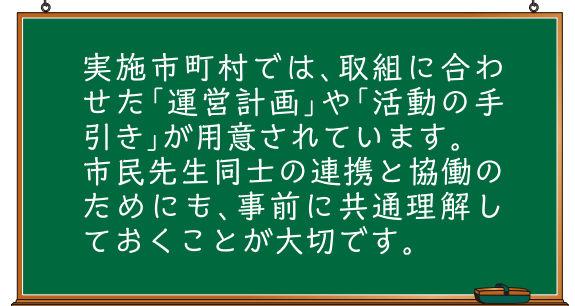 実施市町村では、取組に合わ
せた「運営計画」や「活動の手
引き」が用意されています。
市民先生同士の連携と協働の
ためにも、事前に共通理解し
ておくことが大切です。